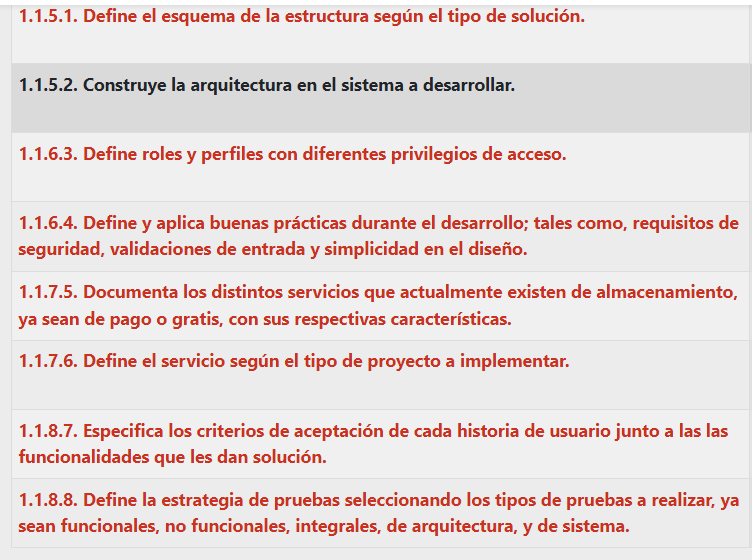 1.1.5.1. Define el esquema de la estructura según el tipo de solución.
1.1.5.2. Construye la arquitectura en el sistema a desarrollar.
1.1.6.3. Define roles y perfiles con diferentes privilegios de acceso.
1.1.6.4. Define y aplica buenas prácticas durante el desarrollo; tales como, requisitos de
seguridad, validaciones de entrada y simplicidad en el diseño.
1.1.7.5. Documenta los distintos servicios que actualmente existen de almacenamiento,
ya sean de pago o gratis, con sus respectivas características.
1.1.7.6. Define el servicio según el tipo de proyecto a implementar.
1.1.8.7. Especifica los criterios de aceptación de cada historia de usuario junto a las las
funcionalidades que les dan solución.
1.1.8.8. Define la estrategia de pruebas seleccionando los tipos de pruebas a realizar, ya
sean funcionales, no funcionales, integrales, de arquitectura, y de sistema.